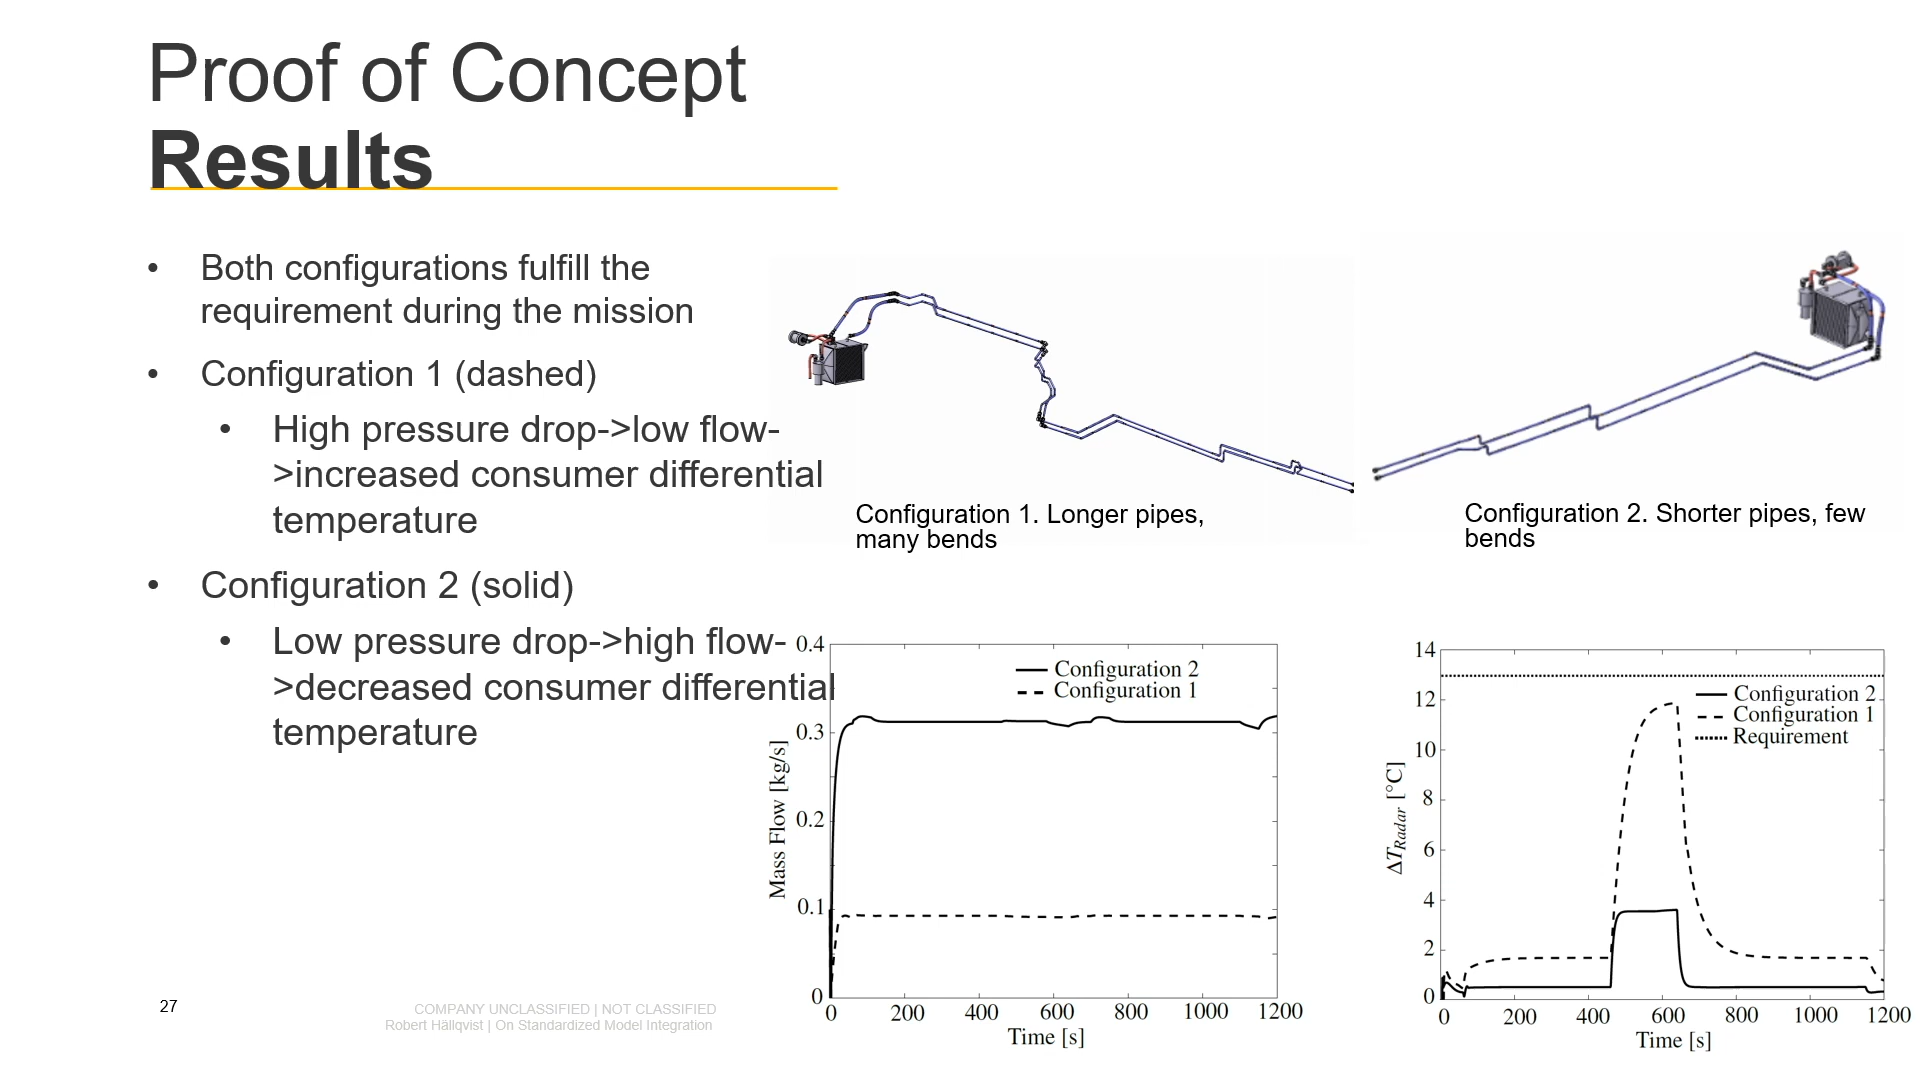 Proof of Concept
Results
• Both configurations fulfill the
requirement during the mission
• Configuration 1 (dashed)
• High pressure drop->low flow-
>increased consumer differential
temperature
• Configuration 2 (solid)
• Low pressure drop->high flow-
>decreased consumer differential
temperature
Configuration 1. Longer pipes,
many bends
Configuration 2. Shorter pipes, few
bends
0.4
0.3
0.2
0.1
0
Mass Flow [kg/s]
Configuration 2
Configuration 1
0 200 400 600 800 1000 1200
Time [s]
14
12
10
8
6
4
2
0
ΔT_Radar [°C]
Configuration 2
Configuration 1
Requirement
0 200 400 600 800 1000 1200
Time [s]
27
COMPANY UNCLASSIFIED | NOT CLASSIFIED
Robert Hällqvist | On Standardized Model Integration